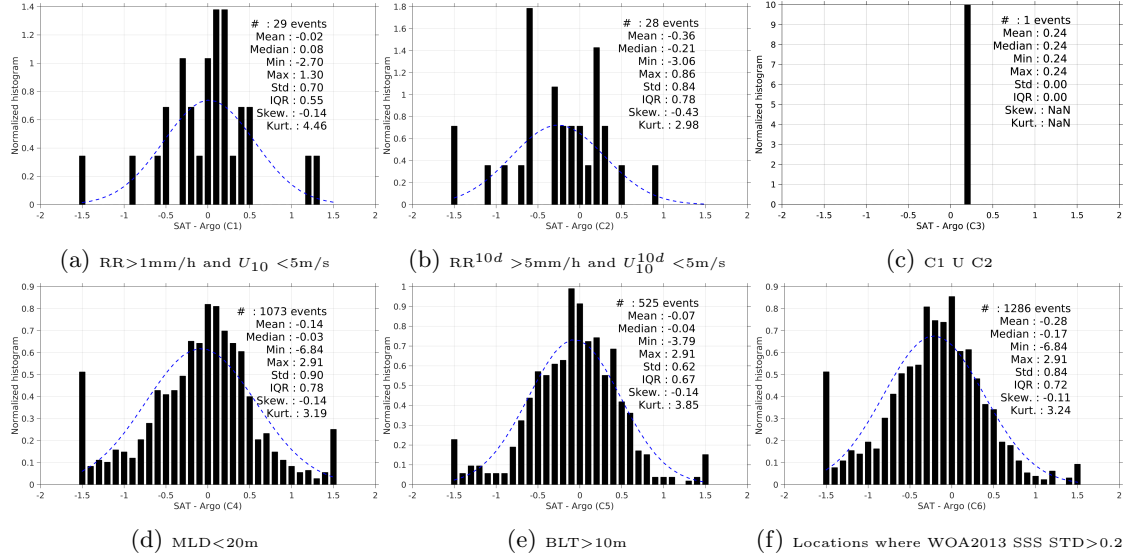 1.4
1.2
1
0.8
0.6
0.4
0.2
0
-2 -1.5 -1 -0.5 0 0.5 1 1.5 2
Normalized histogram
SAT - Argo (C1)
# : 29 events
Mean : -0.02
Median : 0.08
Min : -2.70
Max : 1.30
Std : 0.70
IQR : 0.55
Skew. : -0.14
Kurt. : 4.46
(a) RR>1mm/h and U10 <5m/s
1.8
1.6
1.4
1.2
1
0.8
0.6
0.4
0.2
0
-2 -1.5 -1 -0.5 0 0.5 1 1.5 2
Normalized histogram
SAT - Argo (C2)
# : 28 events
Mean : -0.36
Median : -0.21
Min : -3.06
Max : 0.86
Std : 0.84
IQR : 0.78
Skew. : -0.43
Kurt. : 2.98
(b) RR10d >5mm/h and U10 10d <5m/s
10
9
8
7
6
5
4
3
2
1
0
-2 -1.5 -1 -0.5 0 0.5 1 1.5 2
Normalized histogram
SAT - Argo (C3)
# : 1 events
Mean : 0.24
Median : 0.24
Min : 0.24
Max : 0.24
Std : 0.00
IQR : 0.00
Skew. : NaN
Kurt. : NaN
(c) C1 U C2
0.9
0.8
0.7
0.6
0.5
0.4
0.3
0.2
0.1
0
-2 -1.5 -1 -0.5 0 0.5 1 1.5 2
Normalized histogram
SAT - Argo (C4)
# : 1073 events
Mean : -0.14
Median : -0.03
Min : -6.84
Max : 2.91
Std : 0.90
IQR : 0.78
Skew. : -0.14
Kurt. : 3.19
(d) MLD<20m
1
0.9
0.8
0.7
0.6
0.5
0.4
0.3
0.2
0.1
0
-2 -1.5 -1 -0.5 0 0.5 1 1.5 2
Normalized histogram
SAT - Argo (C5)
# : 525 events
Mean : -0.07
Median : -0.04
Min : -3.79
Max : 2.91
Std : 0.62
IQR : 0.67
Skew. : -0.14
Kurt. : 3.85
(e) BLT>10m
0.9
0.8
0.7
0.6
0.5
0.4
0.3
0.2
0.1
0
-2 -1.5 -1 -0.5 0 0.5 1 1.5 2
Normalized histogram
SAT - Argo (C6)
# : 1286 events
Mean : -0.28
Median : -0.17
Min : -6.84
Max : 2.91
Std : 0.84
IQR : 0.72
Skew. : -0.11
Kurt. : 3.24
(f) Locations where WOA2013 SSS STD>0.2